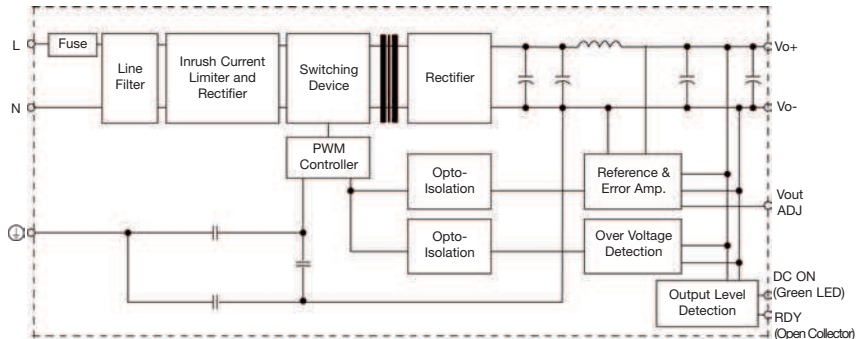 L
Fuse
Line
Filter
Inrush Current
Limiter and
Rectifier
Switching
Device
Rectifier
Vo+
N
Vo-
PWM
Controller
Opto-
Isolation
Reference &
Error Amp.
Vout
ADJ
Opto-
Isolation
Over Voltage
Detection
DC ON
(Green LED)
Output Level
Detection
RDY
(Open Collector)